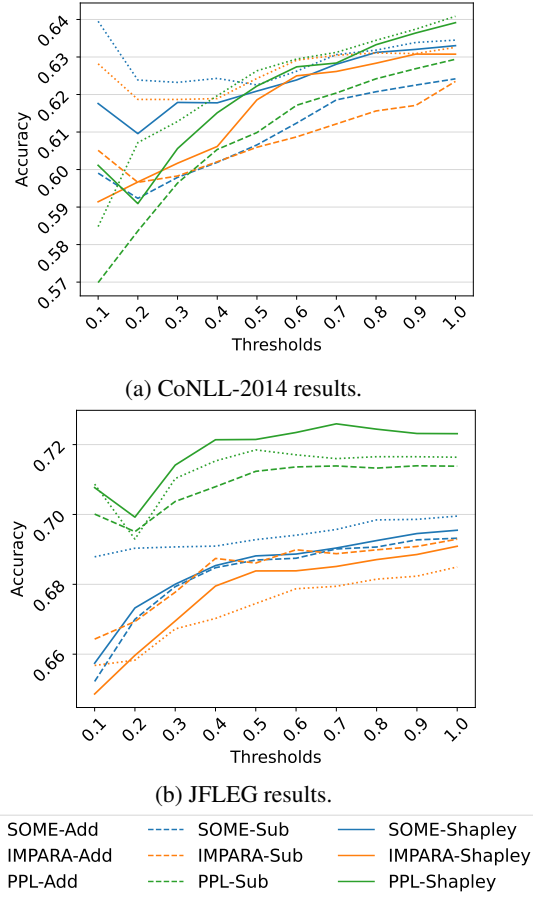 0.64
0.63
0.62
0.61
0.60
0.59
0.58
0.57
Accuracy
0.1 0.2 0.3 0.4 0.5 0.6 0.7 0.8 0.9 1.0
Thresholds
(a) CoNLL-2014 results.
0.72
0.70
0.68
0.66
Accuracy
0.1 0.2 0.3 0.4 0.5 0.6 0.7 0.8 0.9 1.0
Thresholds
(b) JFLEG results.
SOME-Add SOME-Sub SOME-Shapley
IMPARA-Add IMPARA-Sub IMPARA-Shapley
PPL-Add PPL-Sub PPL-Shapley